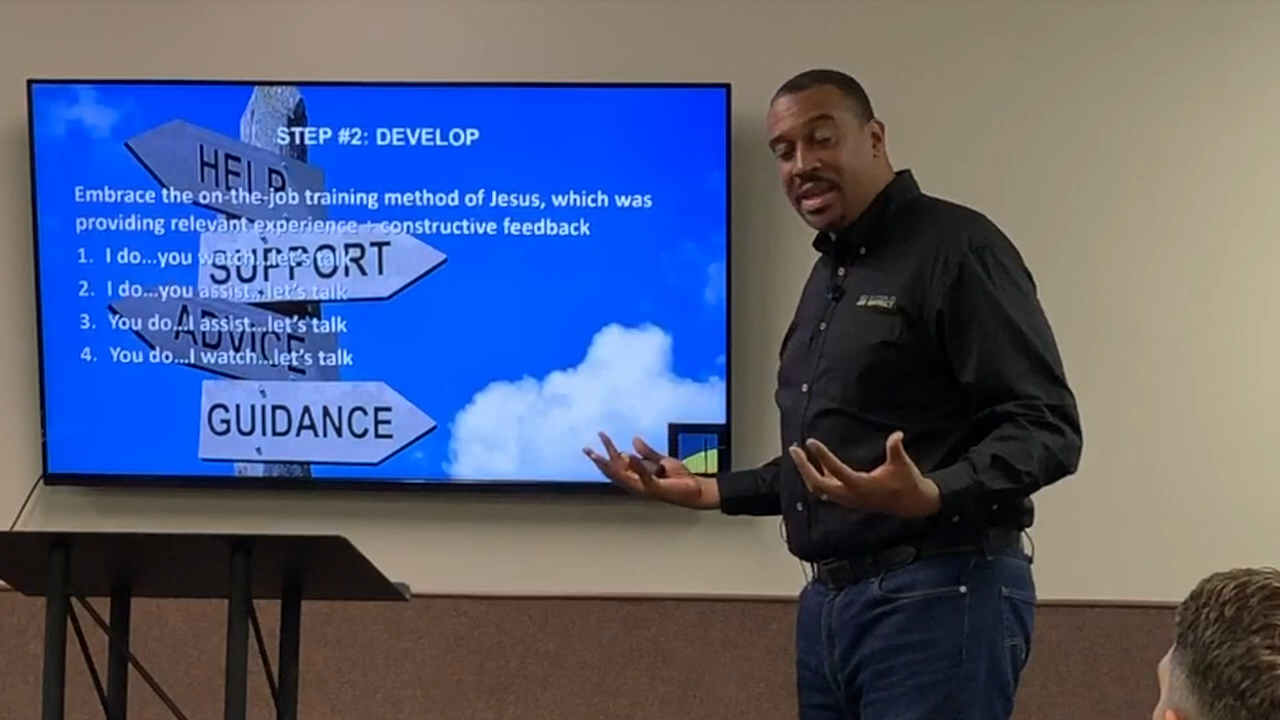 STEP #2: DEVELOP
HELP
Embrace the on-the-job training method of Jesus, which was
providing relevant experience + constructive feedback
1. I do...you watch...let's talk
SUPPORT
2. I do...you assist...let's talk
3. You do...I assist...let's talk
ADVICE
4. You do...I watch...let's talk
GUIDANCE